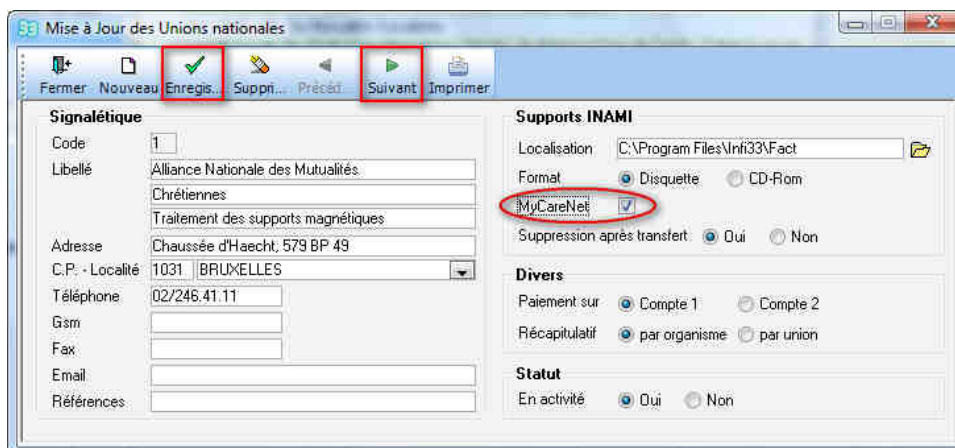 Mise à Jour des Unions nationales
Fermer Nouveau Enregis... Suppri... Précéd. Suivant Imprimer
Signalétique
Code 1
Libellé Alliance Nationale des Mutualités
Chrétiennes
Traitement des supports magnétiques
Adresse Chaussée d'Haecht, 579 BP 49
C.P. - Localité 1031 BRUXELLES
Téléphone 02/246.41.11
Gsm
Fax
Email
Références
Supports INAMI
Localisation C:\Program Files\Infi33\Fact
Format Disquette CD-Rom
MyCareNet
Suppression après transfert Oui Non
Divers
Paiement sur Compte 1 Compte 2
Récapitulatif par organisme par union
Statut
En activité Oui Non